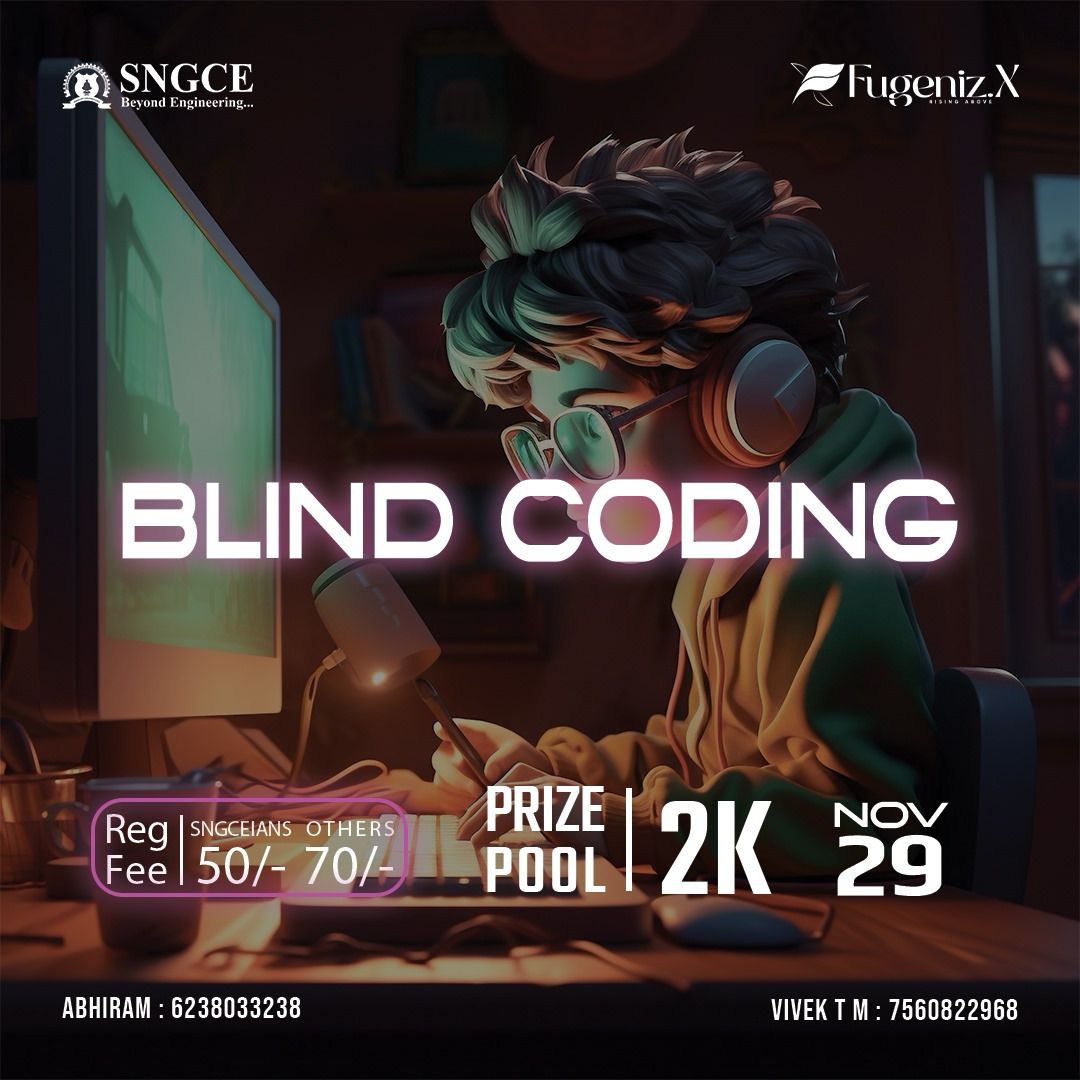 SNGCE
Beyond Engineering...
Fugeniz.X
RISING ABOVE
BLIND CODING
Reg Fee
SNGCEIANS OTHERS
50/- 70/-
PRIZE
POOL
2K
NOV
29
ABHIRAM : 6238033238
VIVEK T M : 7560822968